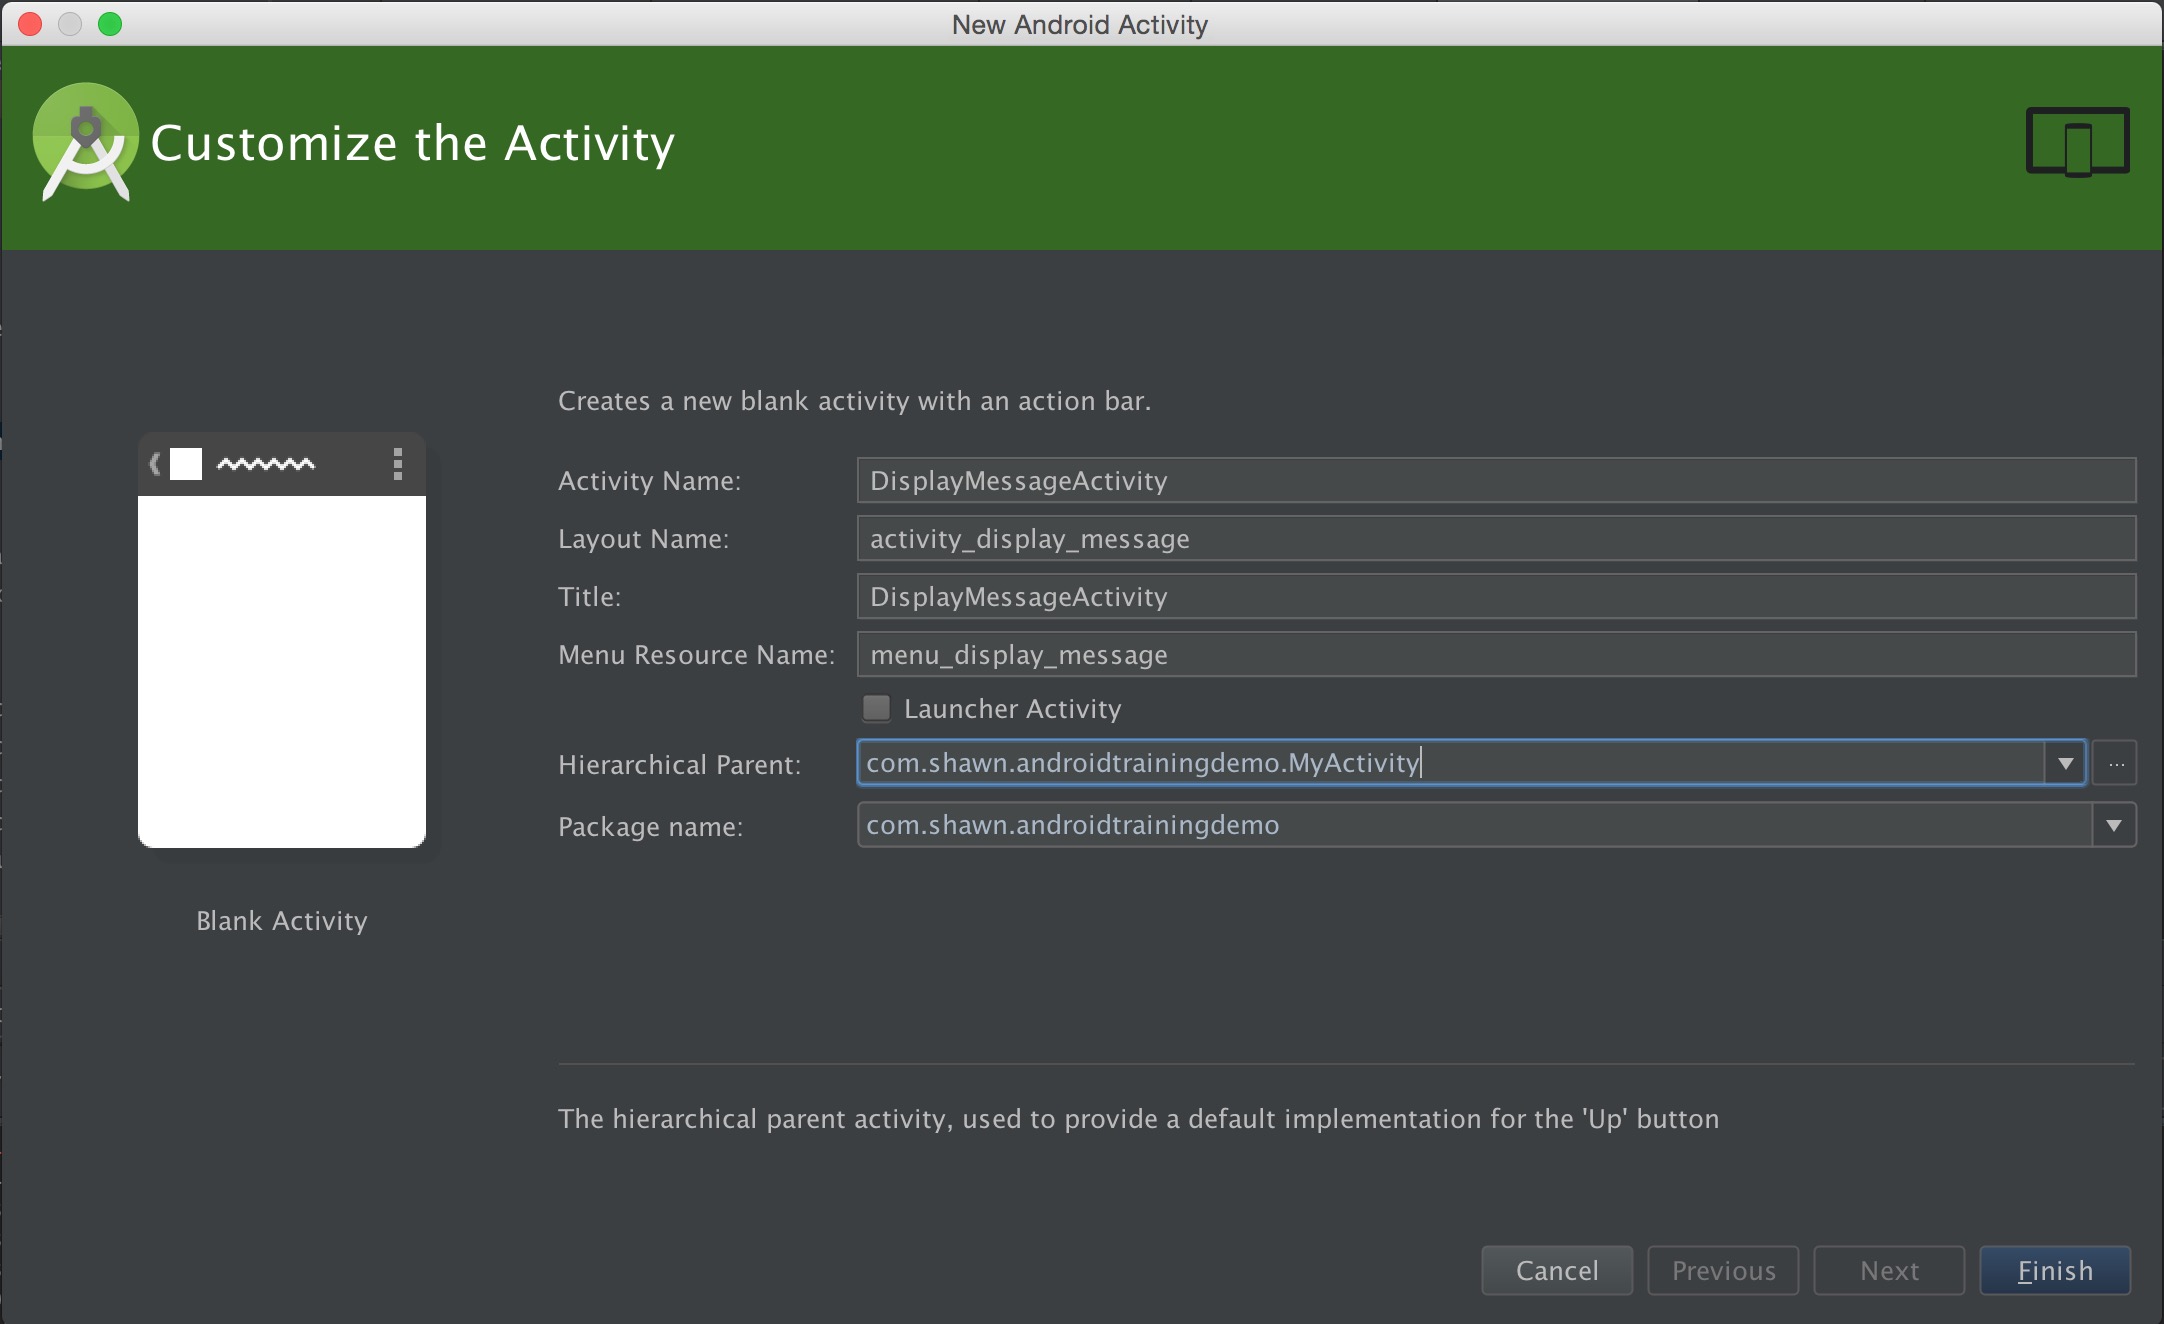 New Android Activity
Customize the Activity
Creates a new blank activity with an action bar.
Activity Name: DisplayMessageActivity
Layout Name: activity_display_message
Title: DisplayMessageActivity
Menu Resource Name: menu_display_message
Launcher Activity
Hierarchical Parent: com.shawn.androidtrainingdemo.MyActivity ...
Package name: com.shawn.androidtrainingdemo
Blank Activity
The hierarchical parent activity, used to provide a default implementation for the 'Up' button
Cancel Previous Next Finish